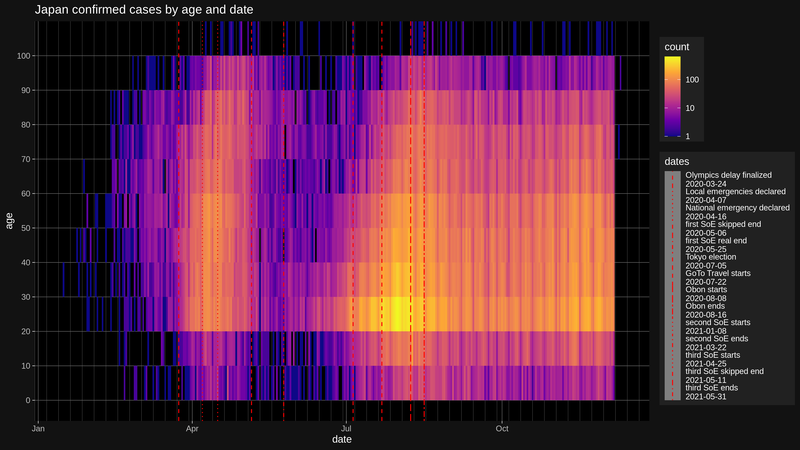 Japan confirmed cases by age and date
count
100
10
1
dates
Olympics delay finalized
2020-03-24
Local emergencies declared
2020-04-07
National emergency declared
2020-04-16
first SoE skipped end
2020-05-06
first SoE real end
2020-05-25
Tokyo election
2020-07-05
GoTo Travel starts
2020-07-22
Obon starts
2020-08-08
Obon ends
2020-08-16
second SoE starts
2021-01-08
second SoE ends
2021-03-22
third SoE starts
2021-04-25
third SoE skipped end
2021-05-11
third SoE ends
2021-05-31
age
100
90
80
70
60
50
40
30
20
10
0
Jan
Apr
Jul
Oct
date